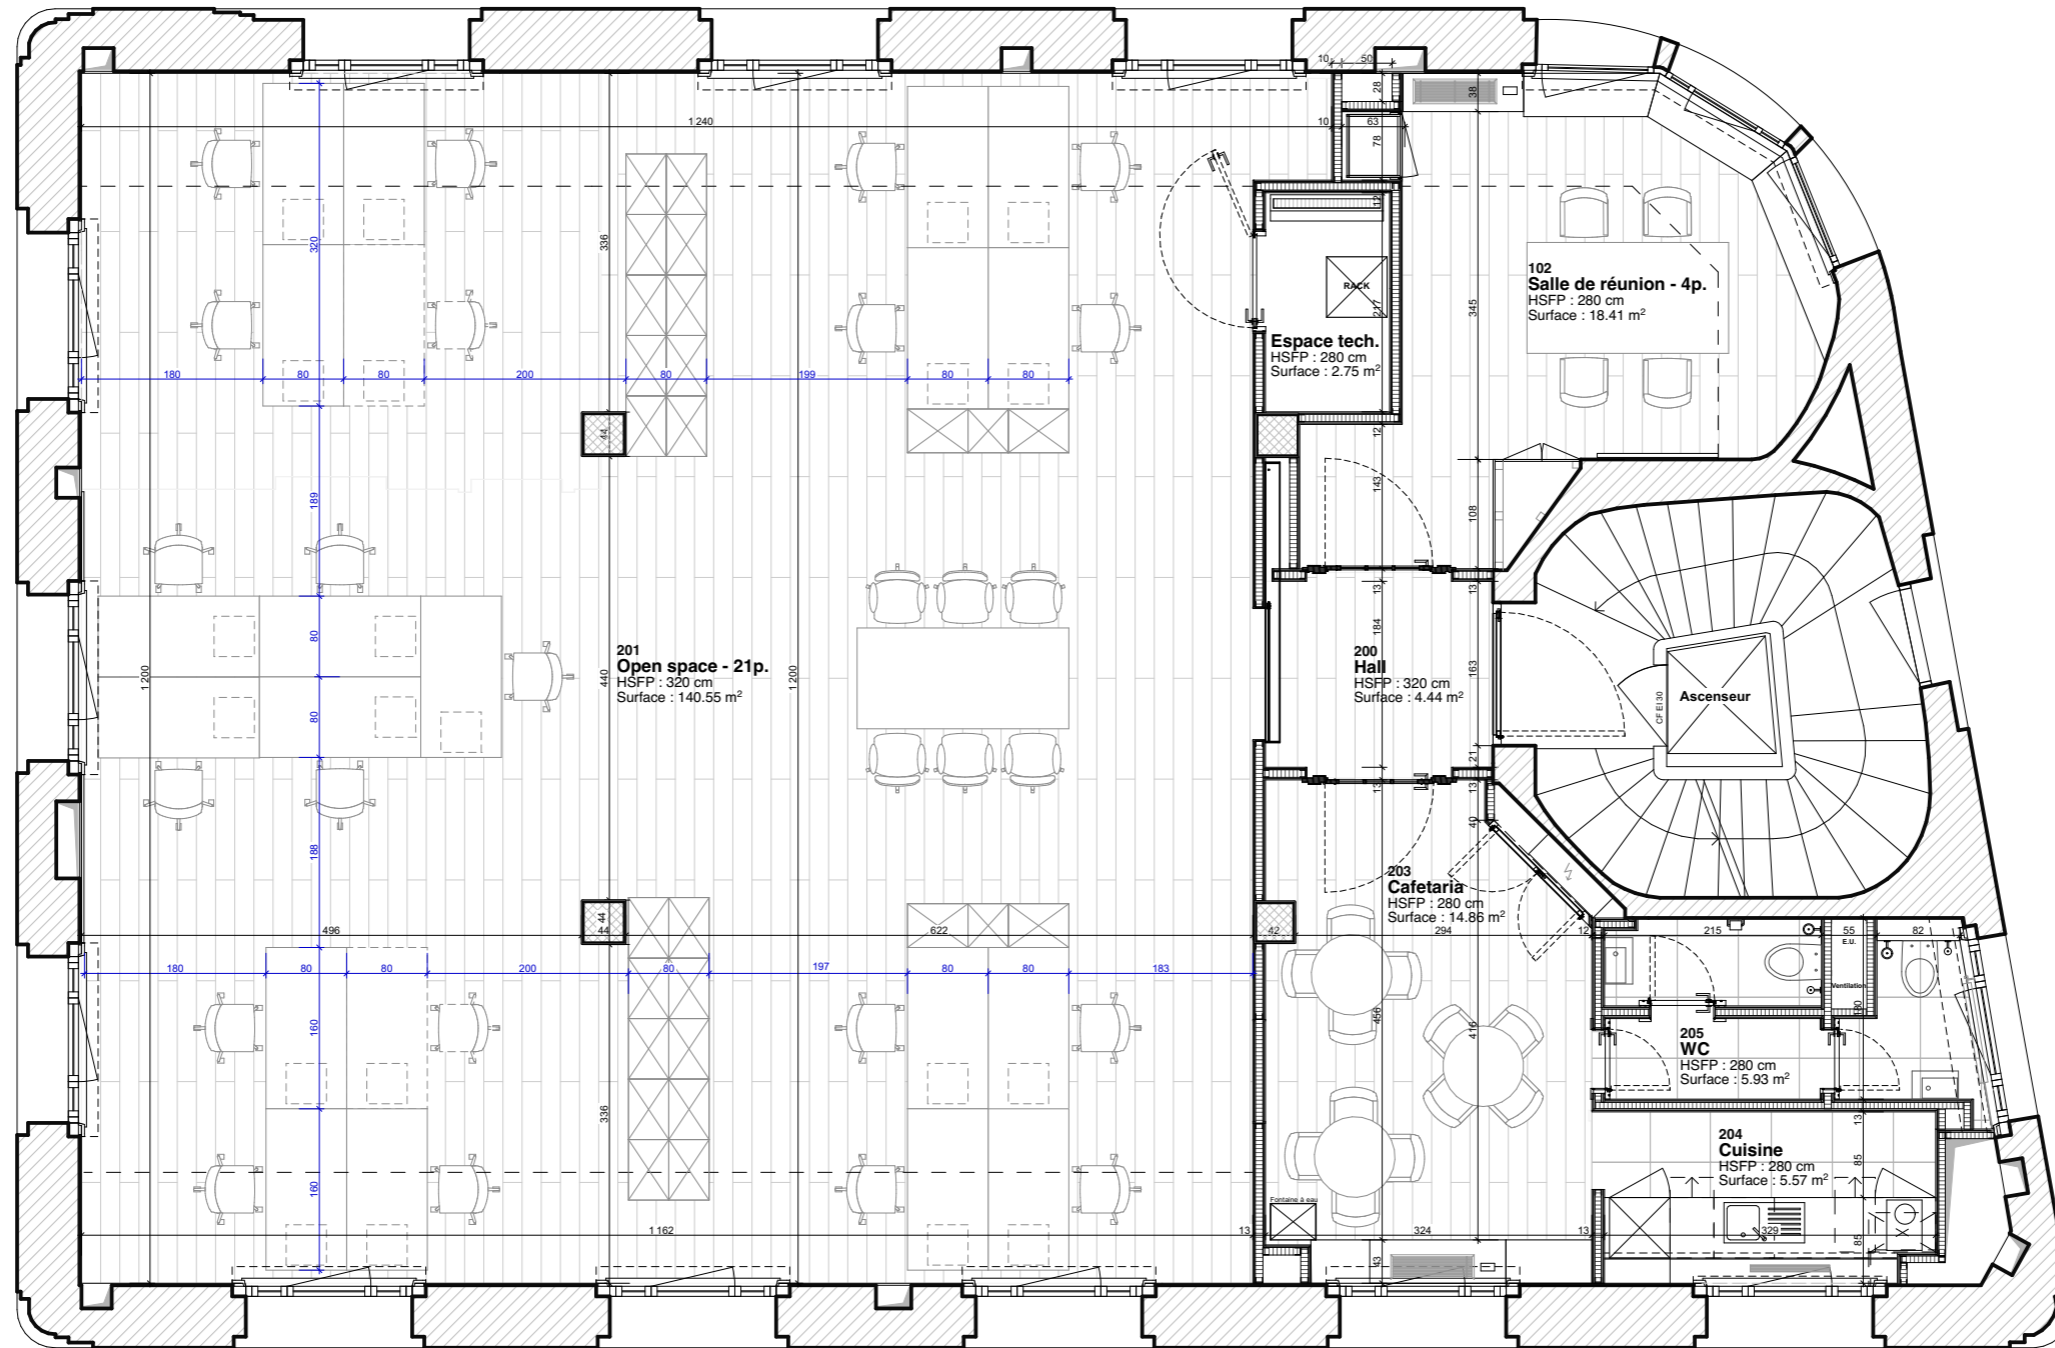 10
50
28
38
1 240
10
63
78
12
336
320
102
Salle de réunion - 4p.
HSFP : 280 cm
Surface : 18.41 m²
RACK
217
345
Espace tech.
HSFP : 280 cm
Surface : 2.75 m²
180
80
80
200
80
199
80
80
44
12
189
143
108
13
13
80
184
201
Open space - 21p.
HSFP : 320 cm
Surface : 140.55 m²
1 200
440
1 200
200
Hall
HSFP : 320 cm
Surface : 4.44 m²
163
CF EI 30
Ascenseur
80
21
13
13
40
188
203
Cafetaria
HSFP : 280 cm
Surface : 14.86 m²
44
496
44
622
42
294
12
215
55
82
E.U.
180
80
80
200
80
197
80
80
183
Ventilation
180
456
416
160
205
WC
HSFP : 280 cm
Surface : 5.93 m²
336
13
204
Cuisine
HSFP : 280 cm
Surface : 5.57 m²
85
160
Fontaine à eau
1 162
13
324
13
329
85
43